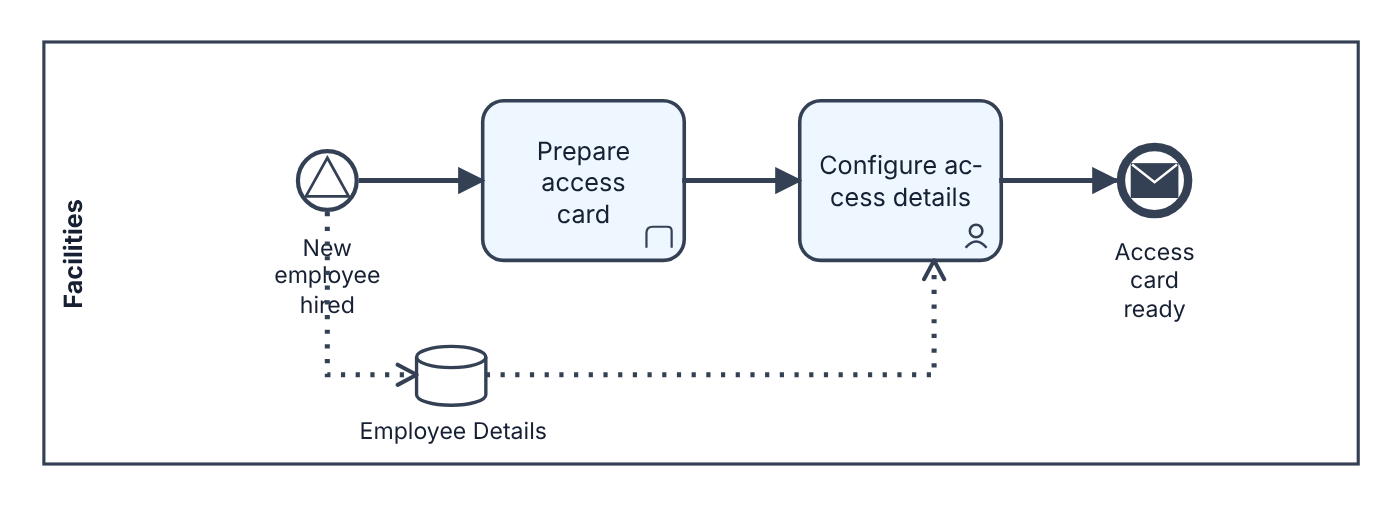 Facilities
New
employee
hired
Prepare
access
card
Configure ac-
cess details
Access
card
ready
Employee Details